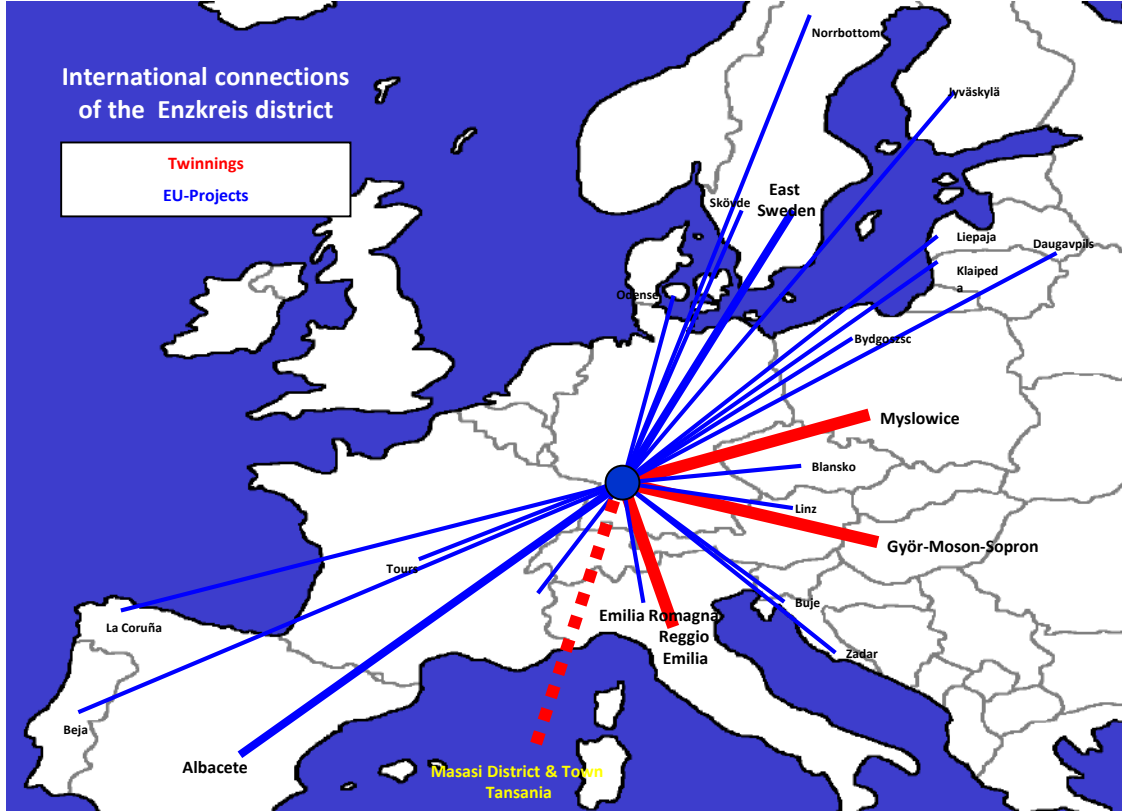 International connections
of the Enzkreis district
Twinnings
EU-Projects
Norrbottom
Jyväskylä
Skövde
East
Sweden
Liepaja
Daugavpils
Klaiped
a
Odense
Bydgoszsc
Myslowice
Blansko
Linz
Györ-Moson-Sopron
Tours
Buje
Emilia Romagna
Reggio
Emilia
La Coruña
Zadar
Beja
Albacete
Masasi District & Town
Tansania